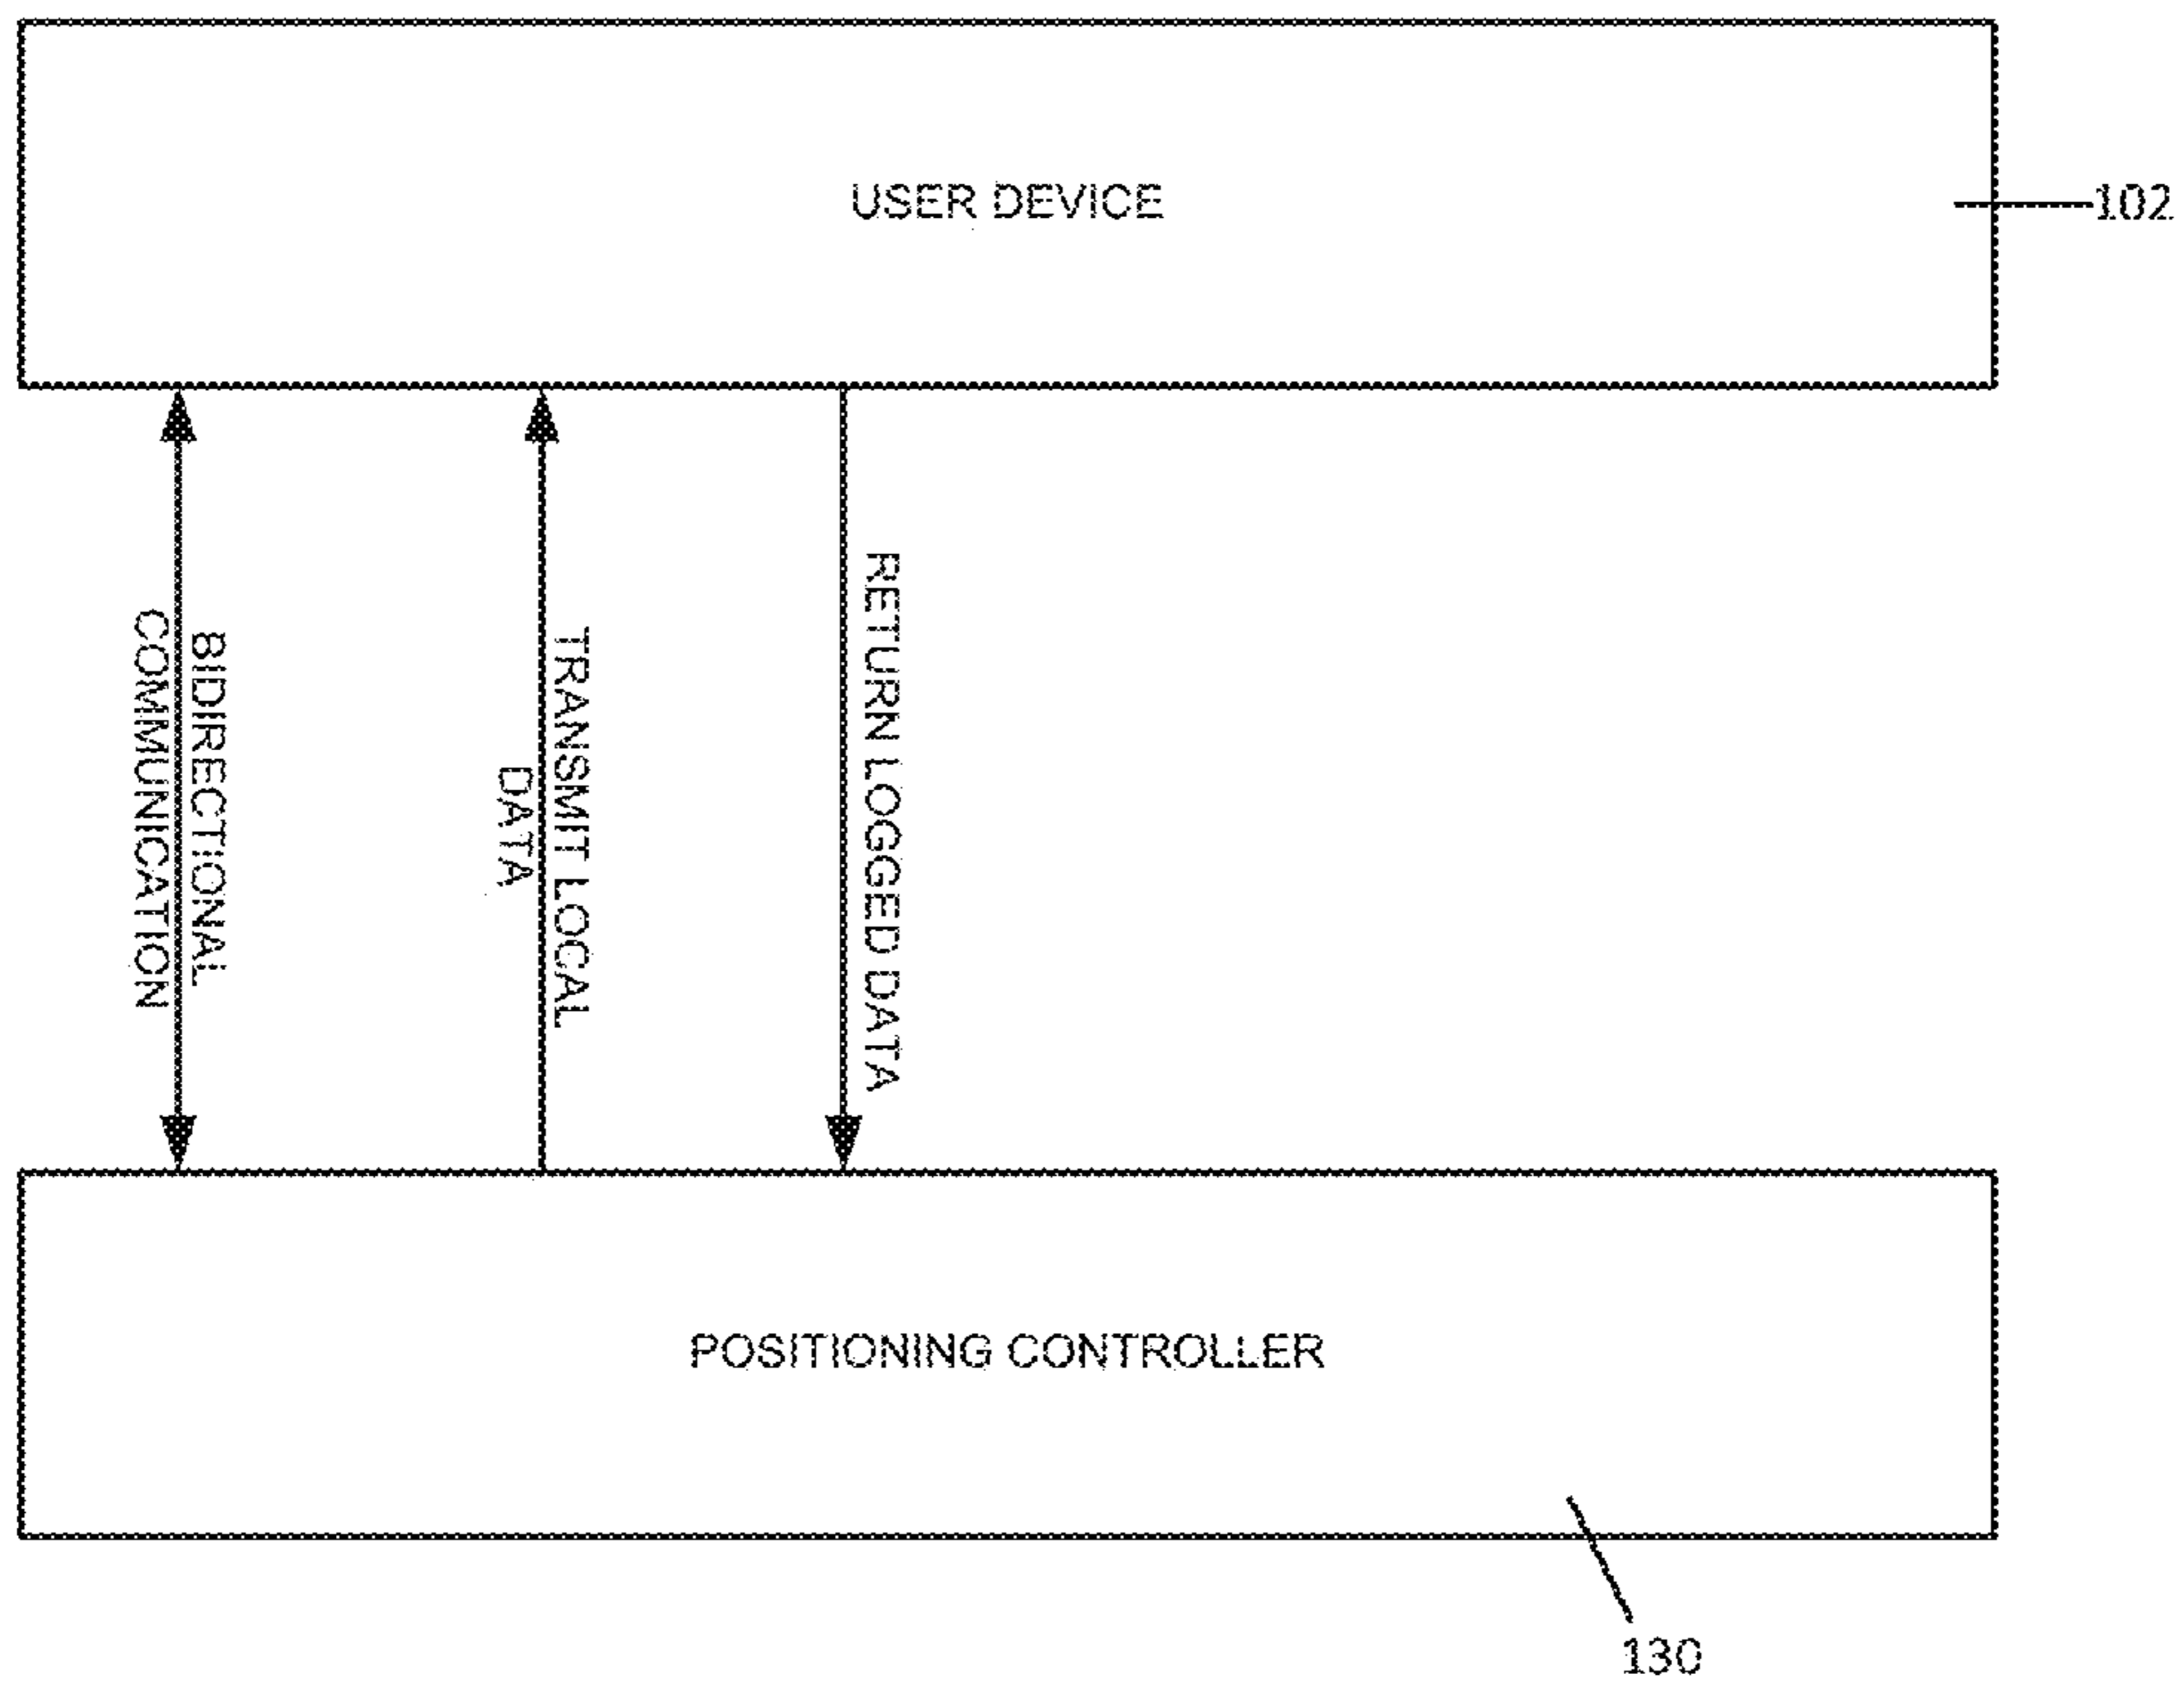 USER DEVICE
102
BIDIRECTIONAL
COMMUNICATION
TRANSMIT LOCAL
DATA
RETURN LOGGED DATA
POSITIONING CONTROLLER
130